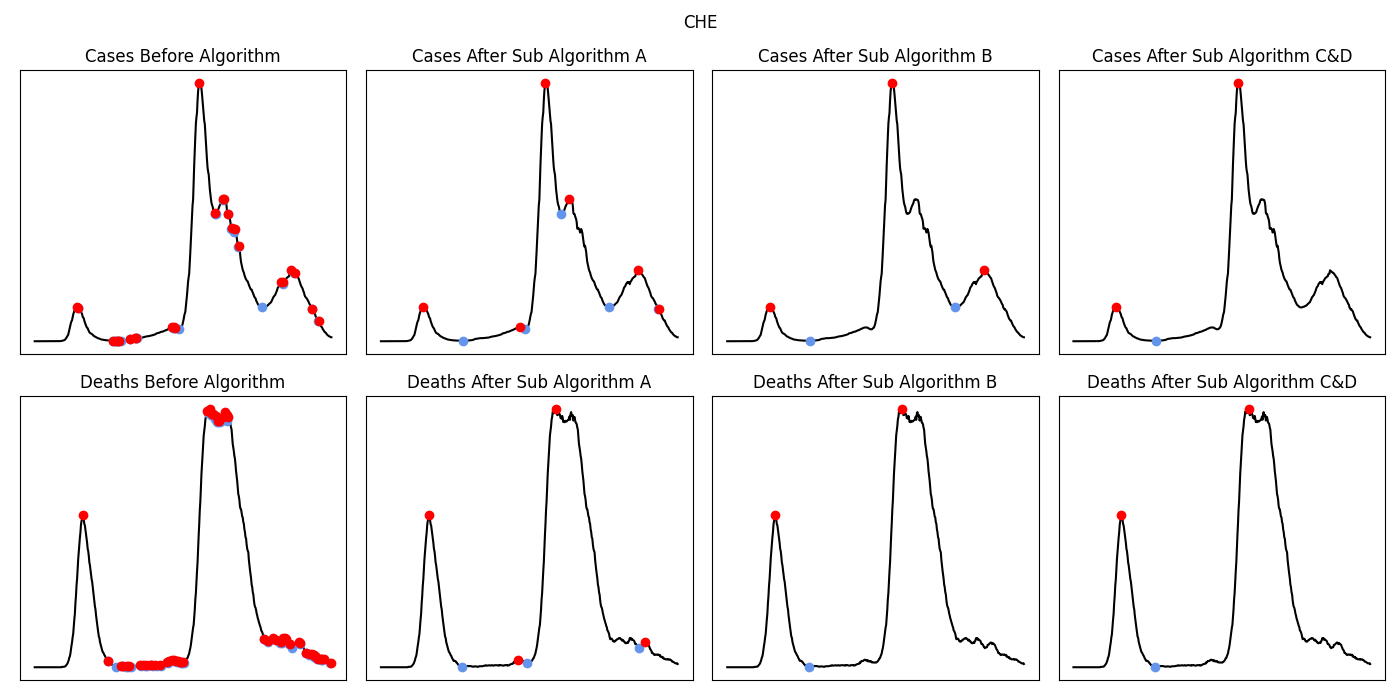 CHE
Cases Before Algorithm
Cases After Sub Algorithm A
Cases After Sub Algorithm B
Cases After Sub Algorithm C&D
Deaths Before Algorithm
Deaths After Sub Algorithm A
Deaths After Sub Algorithm B
Deaths After Sub Algorithm C&D